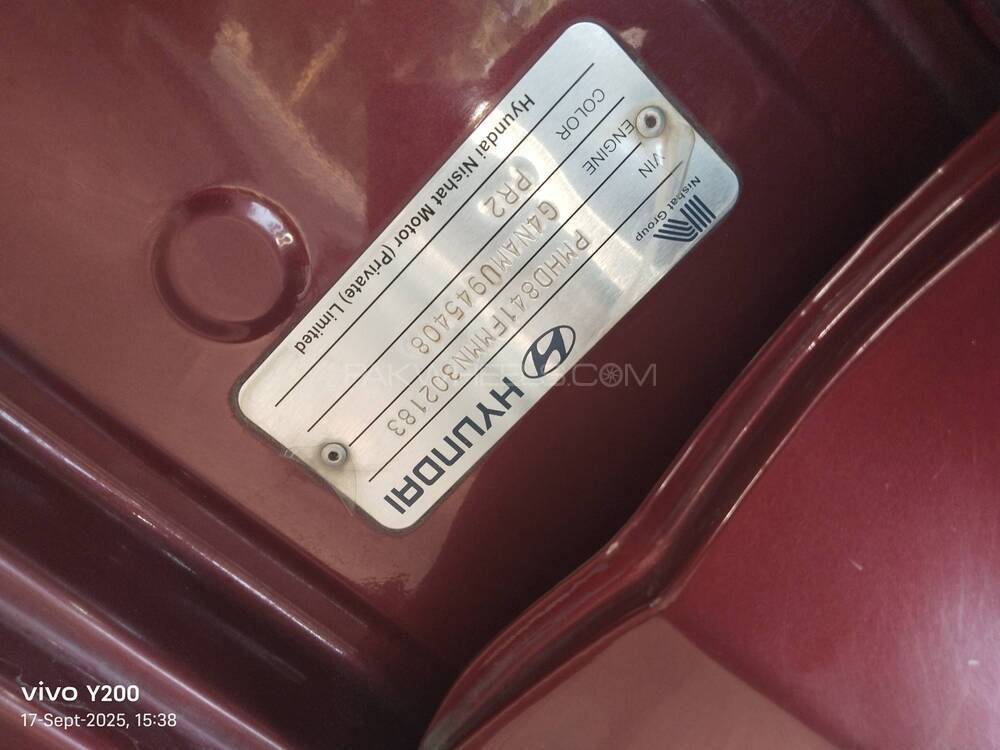 Nishat Group
HYUNDAI
VIN PMHD841FMMN302183
ENGINE G4NAMU945408
COLOR PR2
Hyundai Nishat Motor (Private) Limited
PAKWHEELS.COM
vivo Y200
17-Sept-2025, 15:38